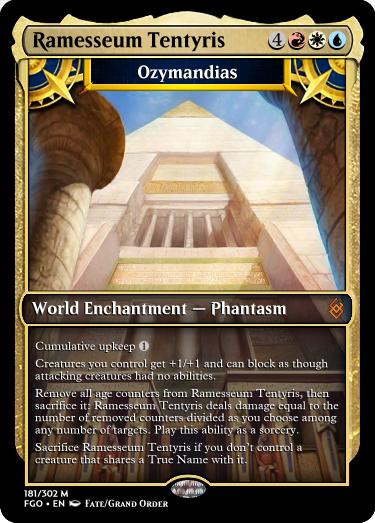 Ramesseum Tentyris 4
Ozymandias
World Enchantment — Phantasm
Cumulative upkeep 1
Creatures you control get +1/+1 and can block as though
attacking creatures had no abilities.
Remove all age counters from Ramesseum Tentyris, then
sacrifice it: Ramesseum Tentyris deals damage equal to the
number of removed counters divided as you choose among
any number of targets. Play this ability as a sorcery.
Sacrifice Ramesseum Tentyris if you don't control a
creature that shares a True Name with it.
181/302 M
FGO • EN Fate/Grand Order